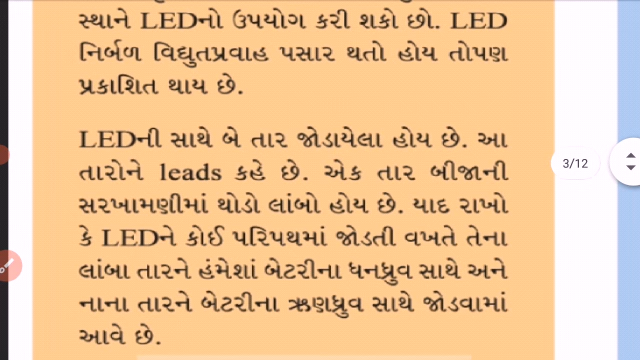 સ્થાને LEDનો ઉપયોગ કરી શકો છો. LED
નિર્બળ વિદ્યુતપ્રવાહ પસાર થતો હોય તોપણ
પ્રકાશિત થાય છે.
LEDની સાથે બે તાર જોડાયેલા હોય છે. આ
તારોને leads કહે છે. એક તાર બીજાની
સરખામણીમાં થોડો લાંબો હોય છે. યાદ રાખો
કે LEDને કોઈ પરિપથમાં જોડતી વખતે તેના
લાંબા તારને હંમેશાં બેટરીના ધનધ્રુવ સાથે અને
નાના તારને બેટરીના ઋણધ્રુવ સાથે જોડવામાં
આવે છે.
3/12